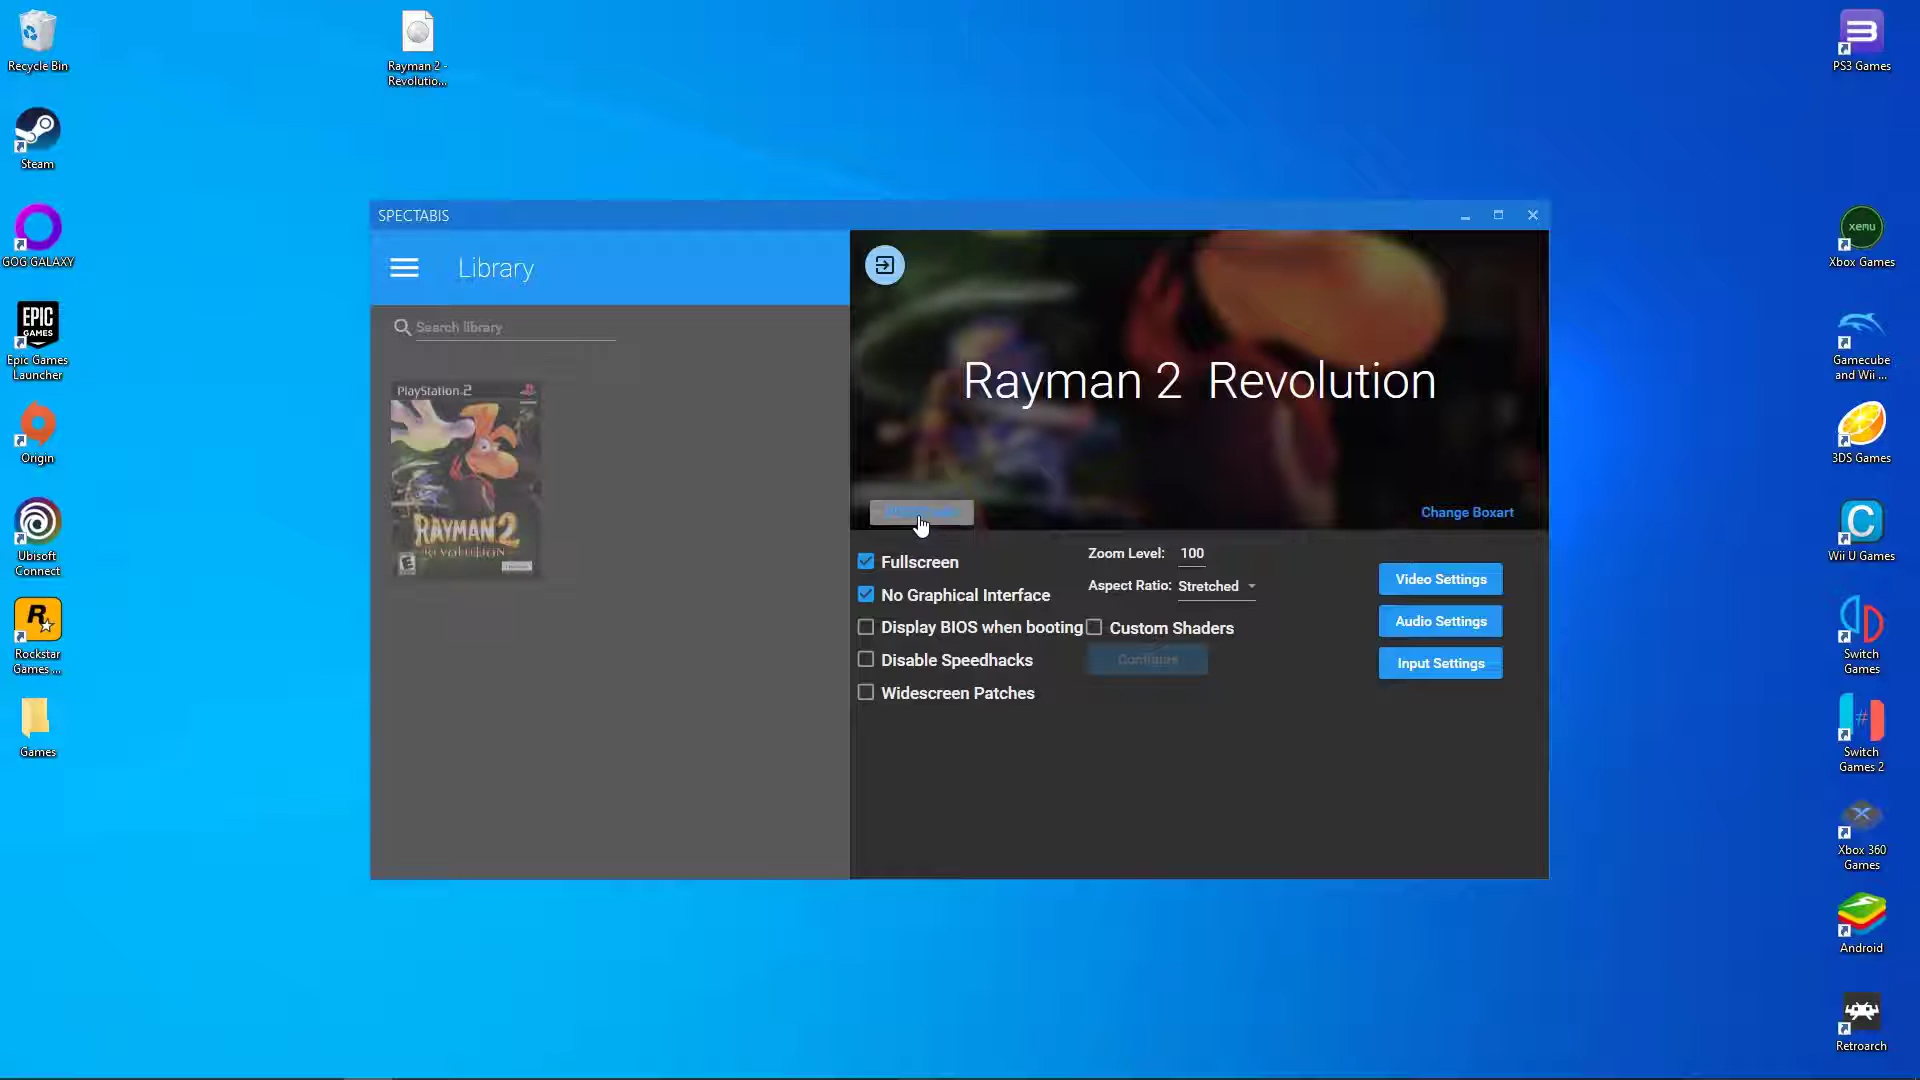 Recycle Bin
Steam
GOG GALAXY
EPIC
GAMES
Epic Games
Launcher
Origin
Ubisoft
Connect
R
Rockstar
Games ...
Games
Rayman 2 -
Revolutio...
SPECTABIS
Library
Search library
PlayStation 2
RAYMAN 2
REVOLUTION
E
Rayman 2 Revolution
Change Boxart
Fullscreen
No Graphical Interface
Display BIOS when booting
Disable Speedhacks
Widescreen Patches
Zoom Level: 100
Aspect Ratio: Stretched
Custom Shaders
Configure
Video Settings
Audio Settings
Input Settings
PS3 Games
xemu
Xbox Games
Gamecube
and Wii ...
3DS Games
C
Wii U Games
Switch
Games
#
Switch
Games 2
X
Xbox 360
Games
Android
Retroarch